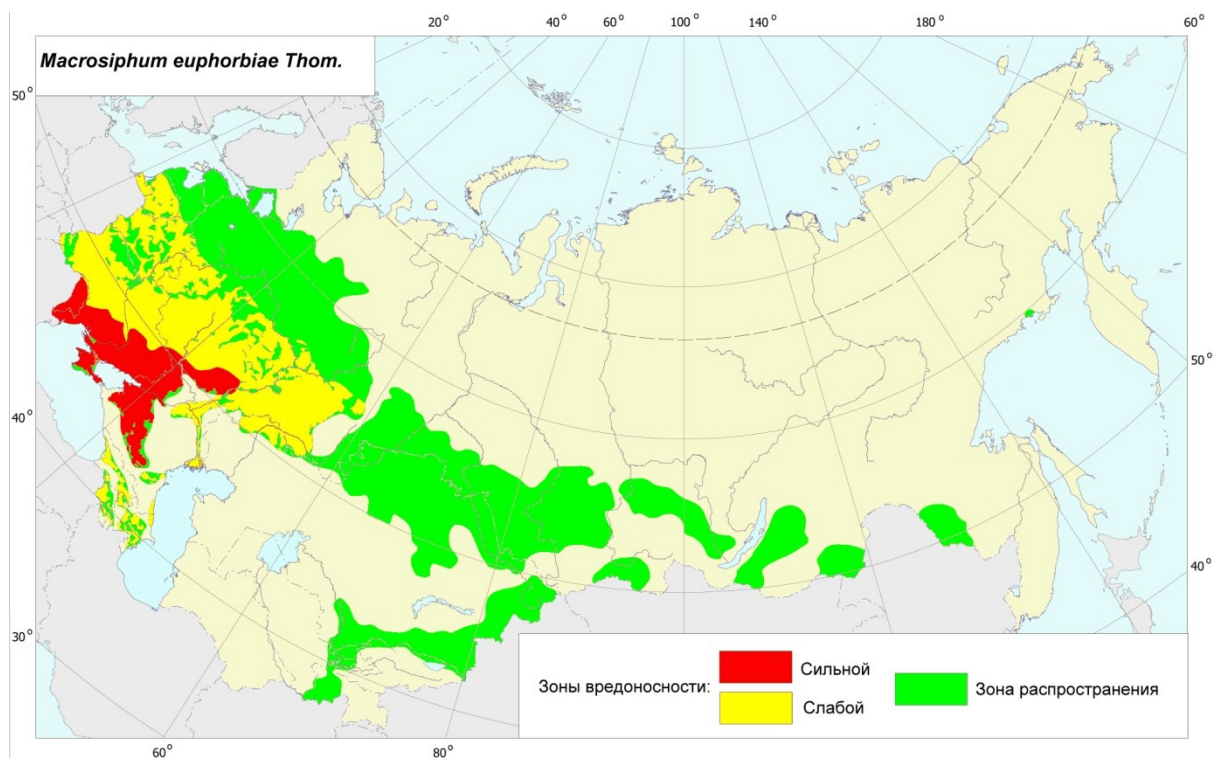 20° 40° 60° 100° 140° 180° 60°
Macrosiphum euphorbiae Thom.
50°
50°
40°
40°
30°
Зоны вредоносности:
Сильной
Слабой
Зона распространения
60° 80°